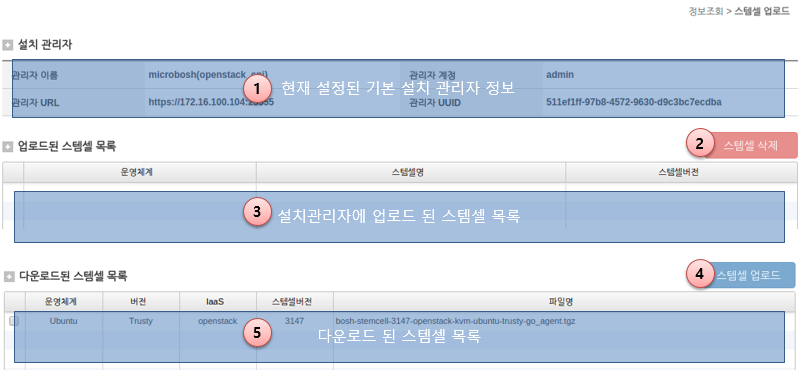 정보조회 > 스템셀 업로드
설치 관리자
관리자 이름 microbosh(openstack_cpi) 관리자 계정 admin
1 현재 설정된 기본 설치 관리자 정보
관리자 URL https://172.16.100.104:25555 관리자 UUID 511ef1ff-97b8-4572-9630-d9c3bc7ecdba
업로드된 스템셀 목록 2 스템셀 삭제
운영체계 스템셀명 스템셀버전
3 설치관리자에 업로드 된 스템셀 목록
다운로드된 스템셀 목록 4 스템셀 업로드
운영체계 버전 IaaS 스템셀버전 파일명
Ubuntu Trusty openstack 3147 bosh-stemcell-3147-openstack-kvm-ubuntu-trusty-go_agent.tgz
5 다운로드 된 스템셀 목록